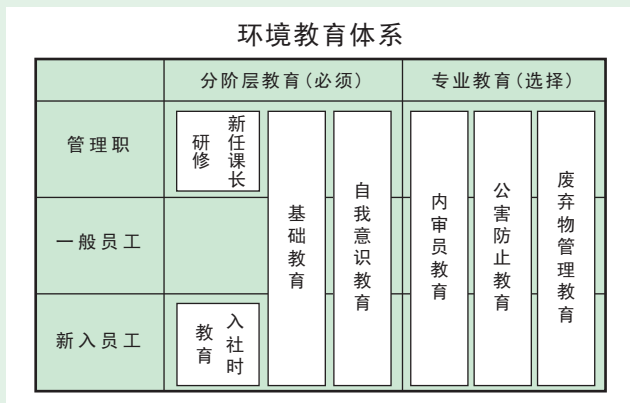 环境教育体系
分阶层教育(必须)
专业教育(选择)
管理职
新任课长
研修
基础教育
自我意识教育
内审员教育
公害防止教育
废弃物管理教育
一般员工
新入员工
入社时
教育